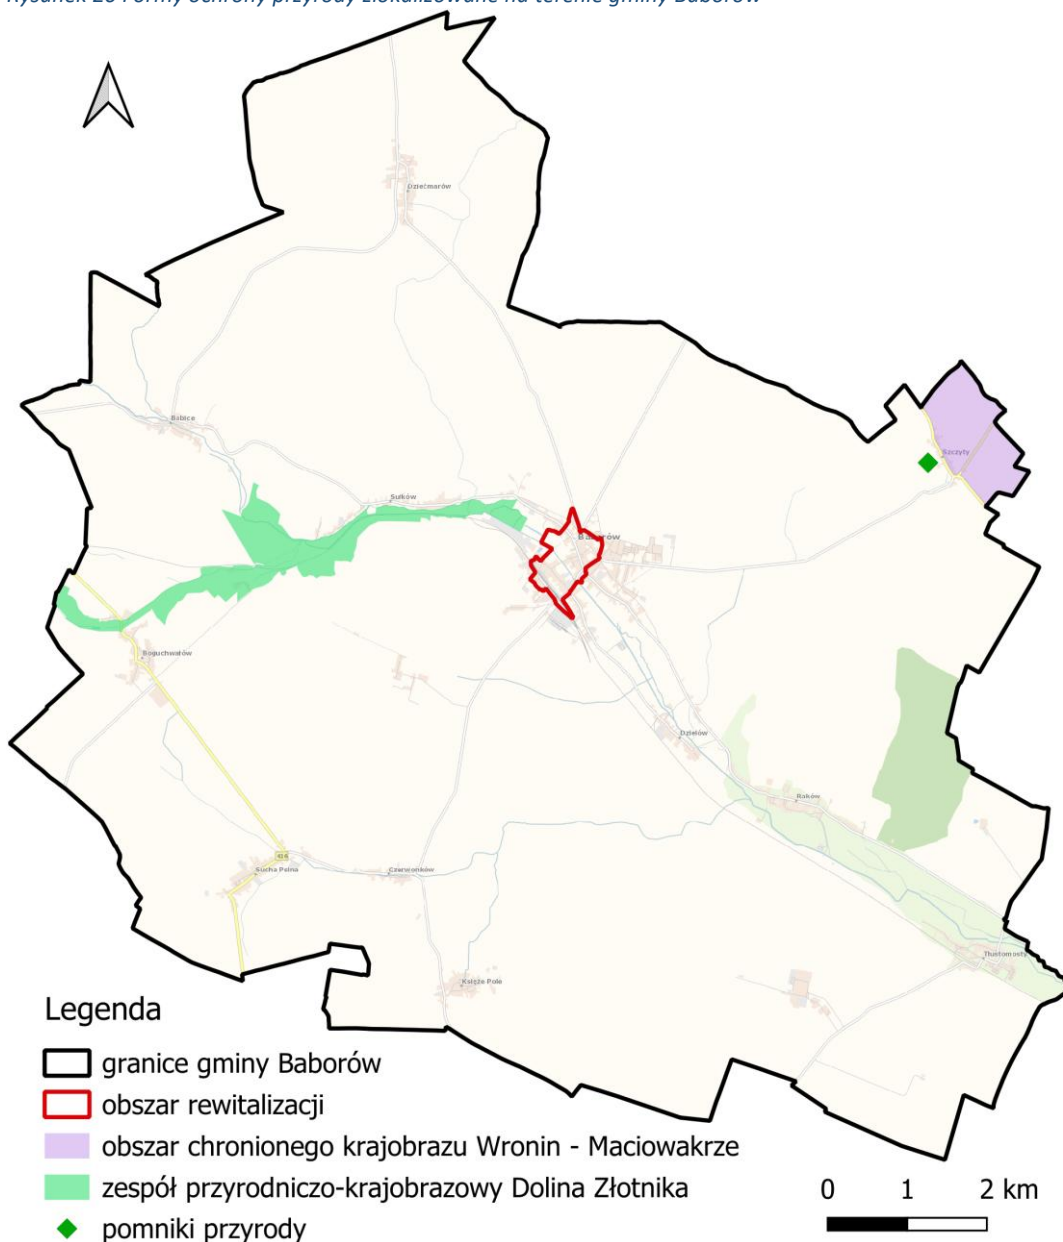 Rysunek 20 Formy ochrony przyrody zlokalizowane na terenie gminy Baborów
Dziećmarów
Babice
Szczyty
Sułków
Baborów
Boguchwałów
Dzielów
Raków
Sucha Psina
Czerwonków
Tłustomosty
Księże Pole
Legenda
granice gminy Baborów
obszar rewitalizacji
obszar chronionego krajobrazu Wronin - Maciowakrze
zespół przyrodniczo-krajobrazowy Dolina Złotnika
0 1 2 km
pomniki przyrody